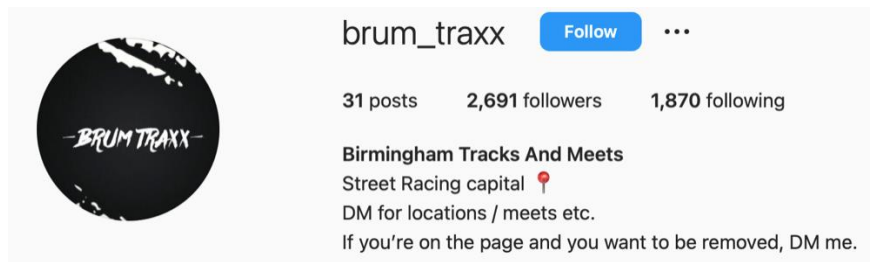 brum_traxx Follow ...
31 posts 2,691 followers 1,870 following
-BRUM TRAXX-
Birmingham Tracks And Meets
Street Racing capital 📍
DM for locations / meets etc.
If you're on the page and you want to be removed, DM me.